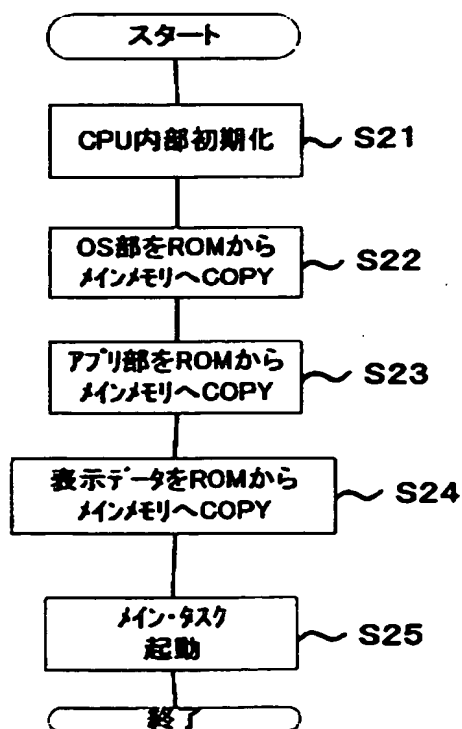 スタート
CPU内部初期化
S21
OS部をROMから
メインメモリへCOPY
S22
アプリ部をROMから
メインメモリへCOPY
S23
表示データをROMから
メインメモリへCOPY
S24
メイン・タスク
起動
S25
終了